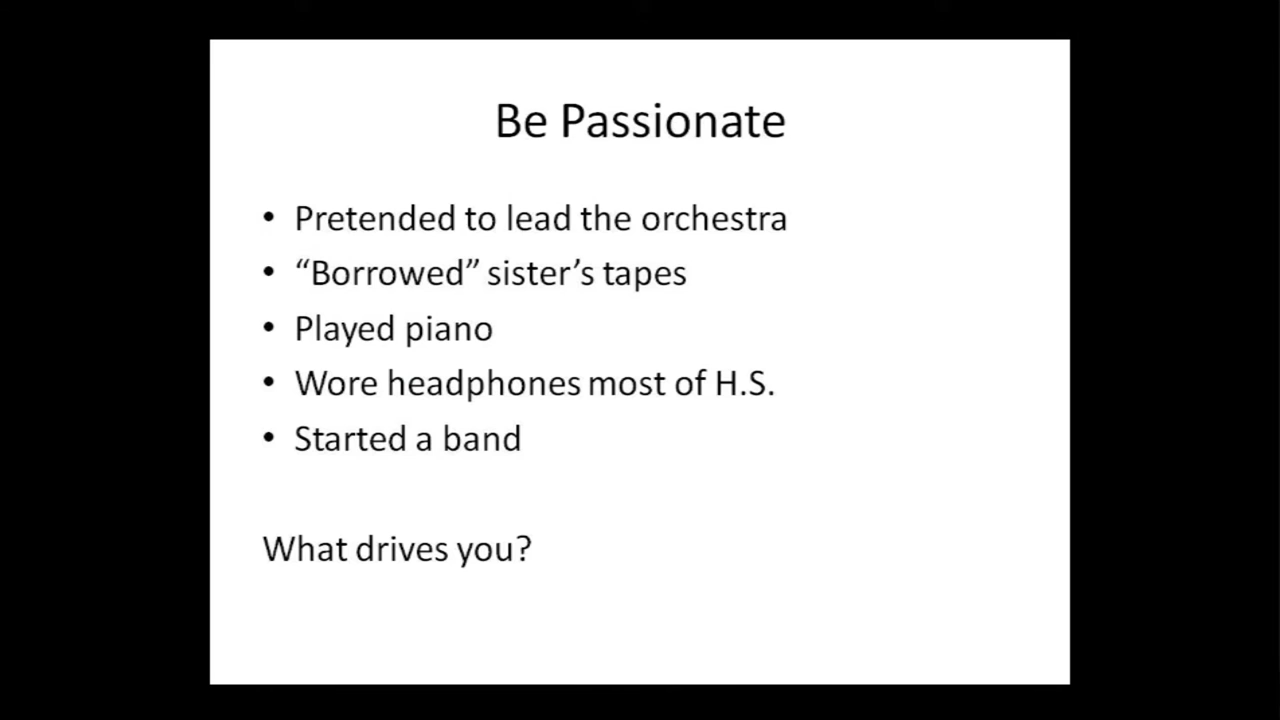 Be Passionate
• Pretended to lead the orchestra
• “Borrowed” sister’s tapes
• Played piano
• Wore headphones most of H.S.
• Started a band
What drives you?